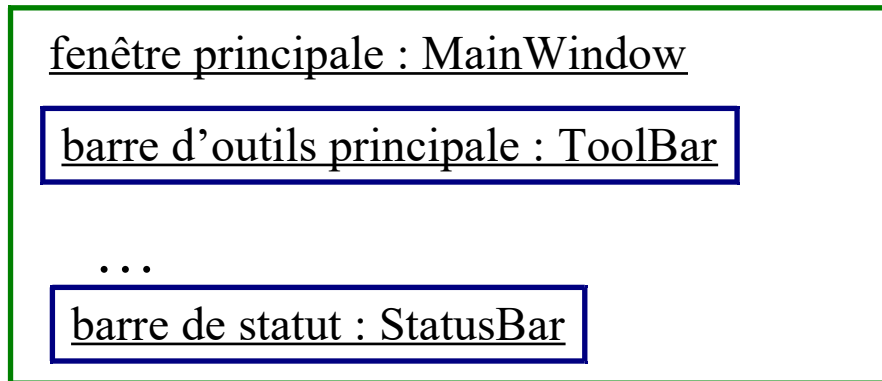 fenêtre principale : MainWindow
barre d’outils principale : ToolBar
…
barre de statut : StatusBar